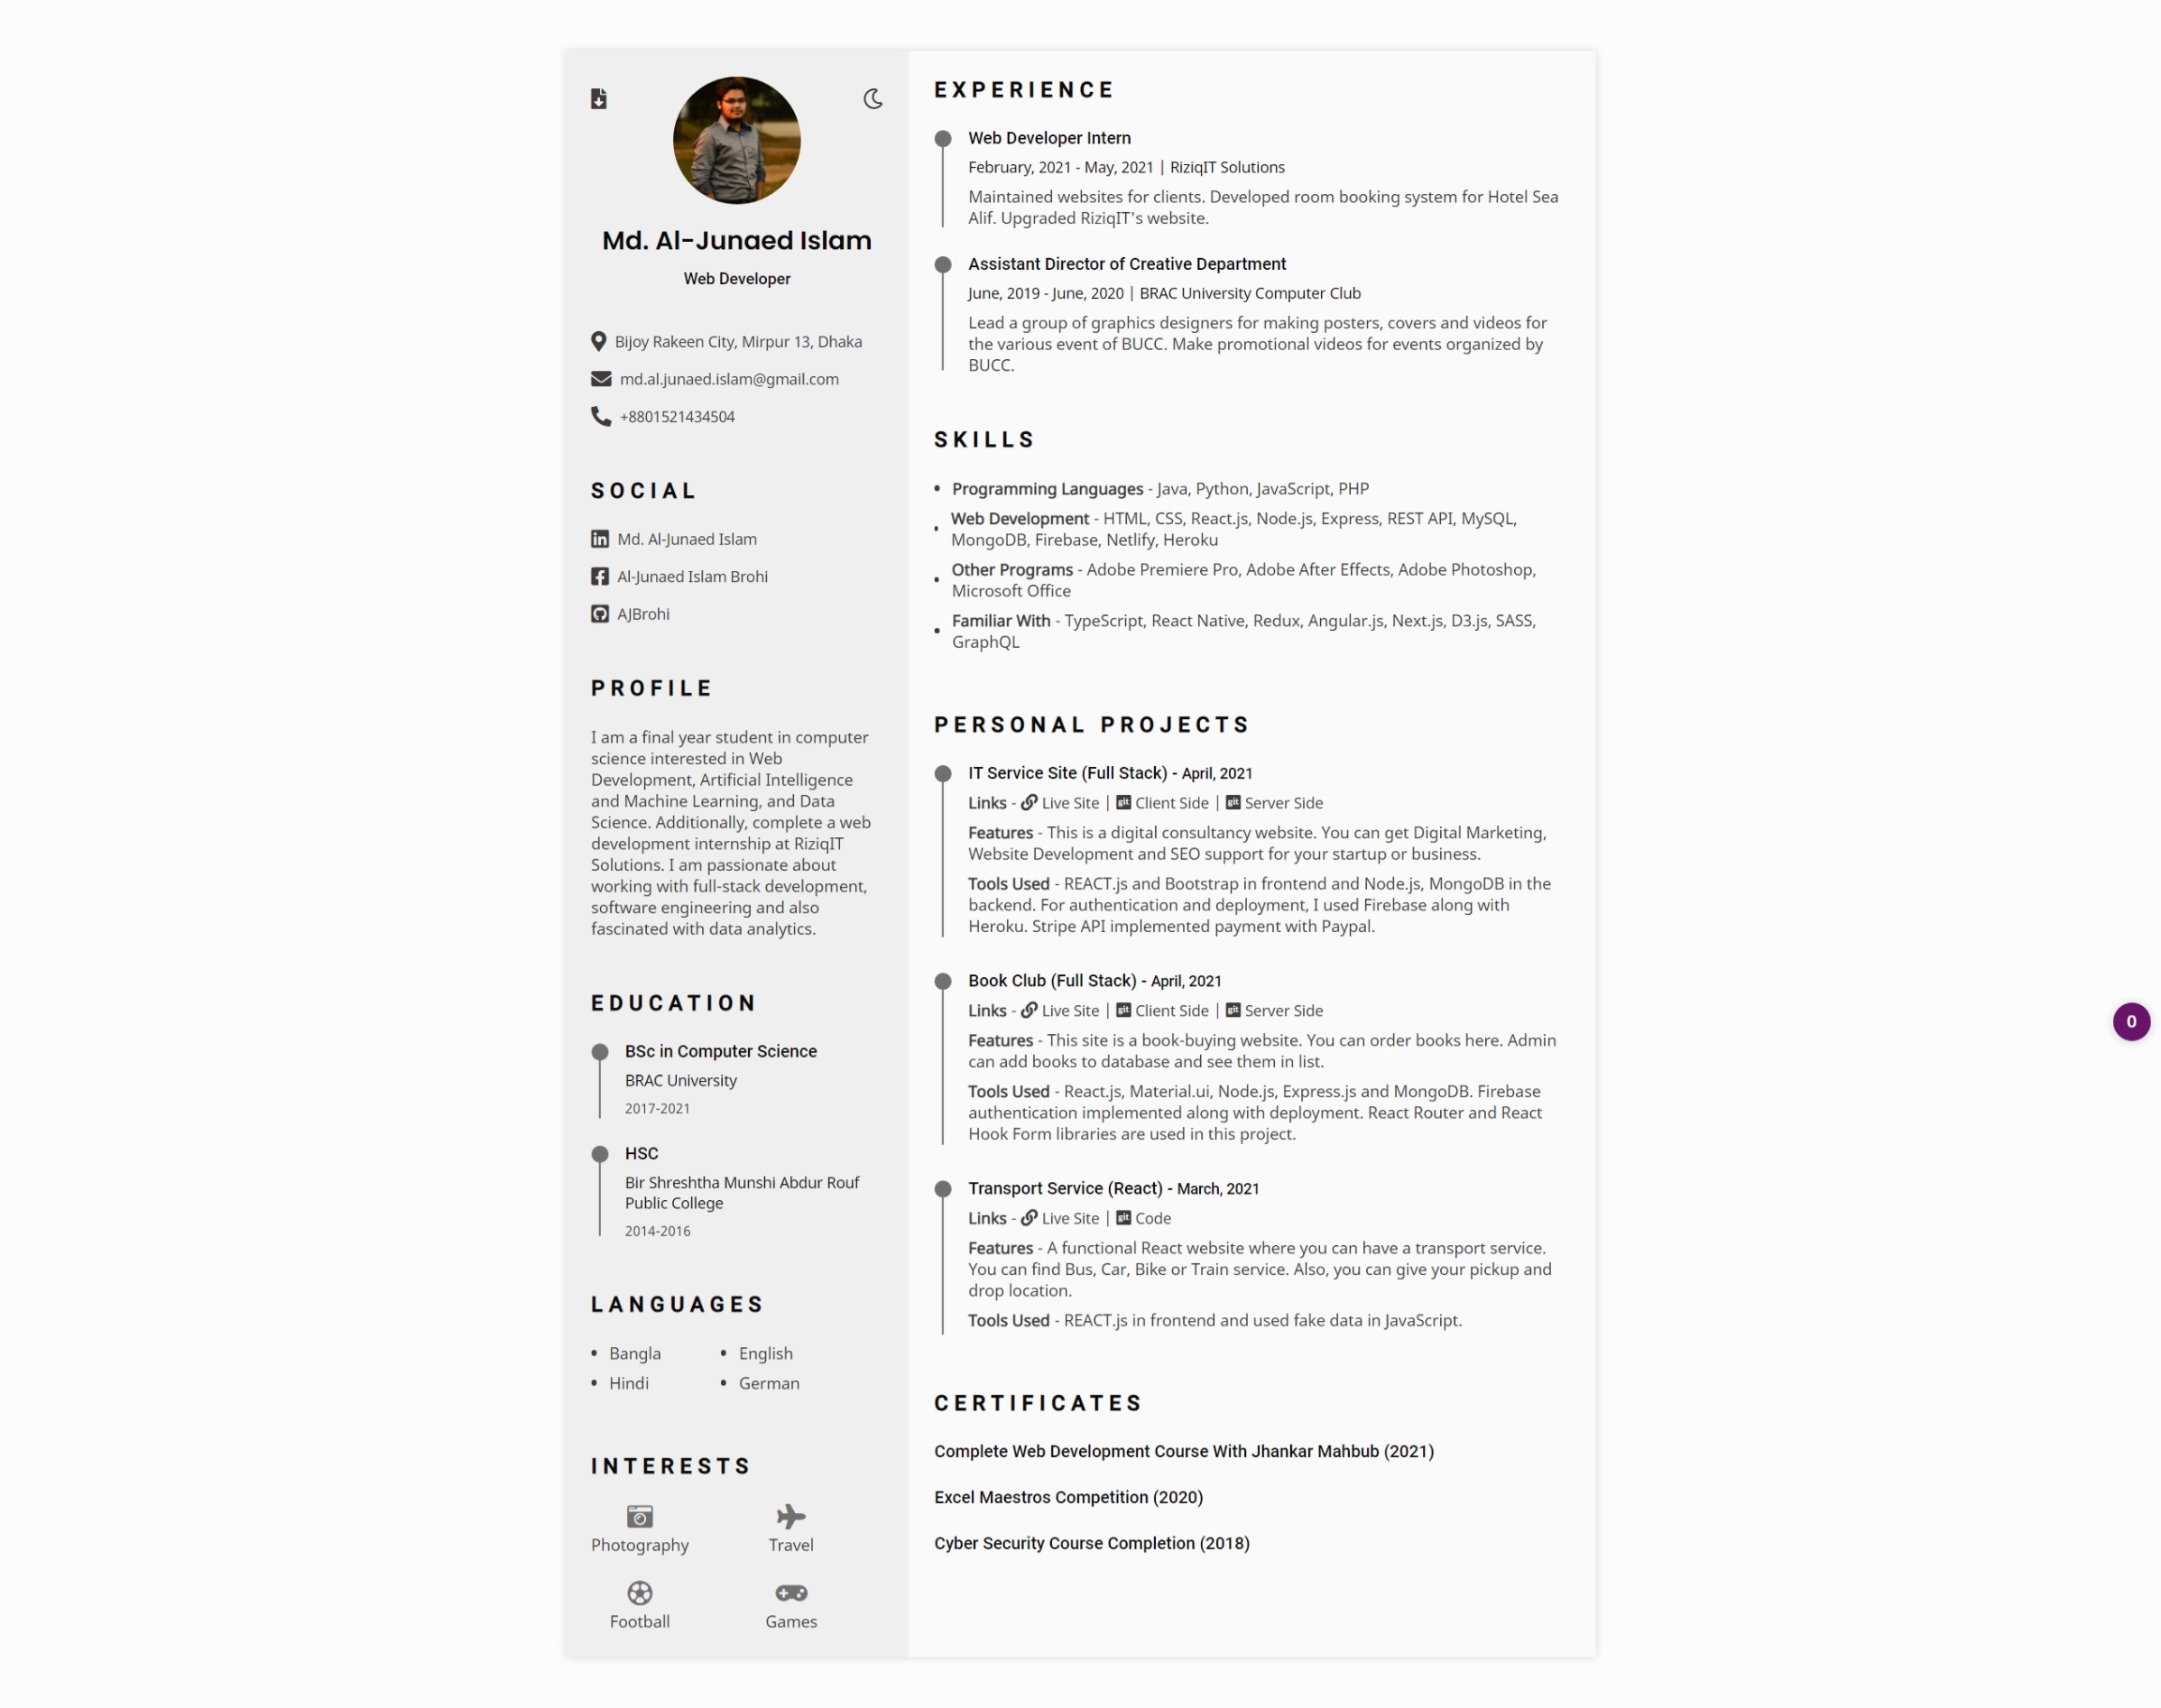 Md. Al-Junaed Islam
Web Developer
Bijoy Rakeen City, Mirpur 13, Dhaka
md.al.junaed.islam@gmail.com
+8801521434504
SOCIAL
Md. Al-Junaed Islam
Al-Junaed Islam Brohi
AJBrohi
PROFILE
I am a final year student in computer
science interested in Web
Development, Artificial Intelligence
and Machine Learning, and Data
Science. Additionally, complete a web
development internship at RiziqIT
Solutions. I am passionate about
working with full-stack development,
software engineering and also
fascinated with data analytics.
EDUCATION
BSc in Computer Science
BRAC University
2017-2021
HSC
Bir Shreshtha Munshi Abdur Rouf
Public College
2014-2016
LANGUAGES
• Bangla • English
• Hindi • German
INTERESTS
Photography Travel
Football Games
EXPERIENCE
Web Developer Intern
February, 2021 - May, 2021 | RiziqIT Solutions
Maintained websites for clients. Developed room booking system for Hotel Sea
Alif. Upgraded RiziqIT's website.
Assistant Director of Creative Department
June, 2019 - June, 2020 | BRAC University Computer Club
Lead a group of graphics designers for making posters, covers and videos for
the various event of BUCC. Make promotional videos for events organized by
BUCC.
SKILLS
• Programming Languages - Java, Python, JavaScript, PHP
• Web Development - HTML, CSS, React.js, Node.js, Express, REST API, MySQL,
MongoDB, Firebase, Netlify, Heroku
• Other Programs - Adobe Premiere Pro, Adobe After Effects, Adobe Photoshop,
Microsoft Office
• Familiar With - TypeScript, React Native, Redux, Angular.js, Next.js, D3.js, SASS,
GraphQL
PERSONAL PROJECTS
IT Service Site (Full Stack) - April, 2021
Links - Live Site | git Client Side | git Server Side
Features - This is a digital consultancy website. You can get Digital Marketing,
Website Development and SEO support for your startup or business.
Tools Used - REACT.js and Bootstrap in frontend and Node.js, MongoDB in the
backend. For authentication and deployment, I used Firebase along with
Heroku. Stripe API implemented payment with Paypal.
Book Club (Full Stack) - April, 2021
Links - Live Site | git Client Side | git Server Side
Features - This site is a book-buying website. You can order books here. Admin
can add books to database and see them in list.
Tools Used - React.js, Material.ui, Node.js, Express.js and MongoDB. Firebase
authentication implemented along with deployment. React Router and React
Hook Form libraries are used in this project.
Transport Service (React) - March, 2021
Links - Live Site | git Code
Features - A functional React website where you can have a transport service.
You can find Bus, Car, Bike or Train service. Also, you can give your pickup and
drop location.
Tools Used - REACT.js in frontend and used fake data in JavaScript.
CERTIFICATES
Complete Web Development Course With Jhankar Mahbub (2021)
Excel Maestros Competition (2020)
Cyber Security Course Completion (2018)
0